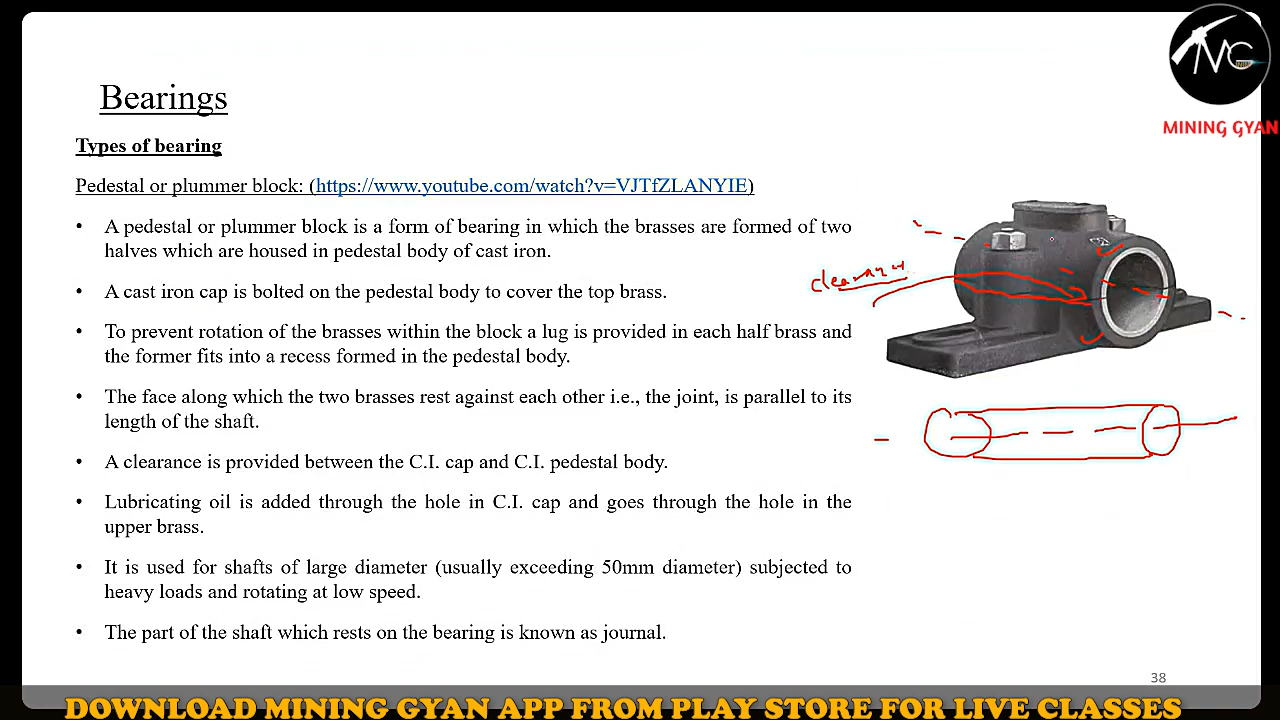 MG
MINING GYAN
Bearings
Types of bearing
Pedestal or plummer block: (https://www.youtube.com/watch?v=VJTfZLANYIE)
• A pedestal or plummer block is a form of bearing in which the brasses are formed of two
halves which are housed in pedestal body of cast iron.
• A cast iron cap is bolted on the pedestal body to cover the top brass.
• To prevent rotation of the brasses within the block a lug is provided in each half brass and
the former fits into a recess formed in the pedestal body.
• The face along which the two brasses rest against each other i.e., the joint, is parallel to its
length of the shaft.
• A clearance is provided between the C.I. cap and C.I. pedestal body.
• Lubricating oil is added through the hole in C.I. cap and goes through the hole in the
upper brass.
• It is used for shafts of large diameter (usually exceeding 50mm diameter) subjected to
heavy loads and rotating at low speed.
• The part of the shaft which rests on the bearing is known as journal.
38
DOWNLOAD MINING GYAN APP FROM PLAY STORE FOR LIVE CLASSES